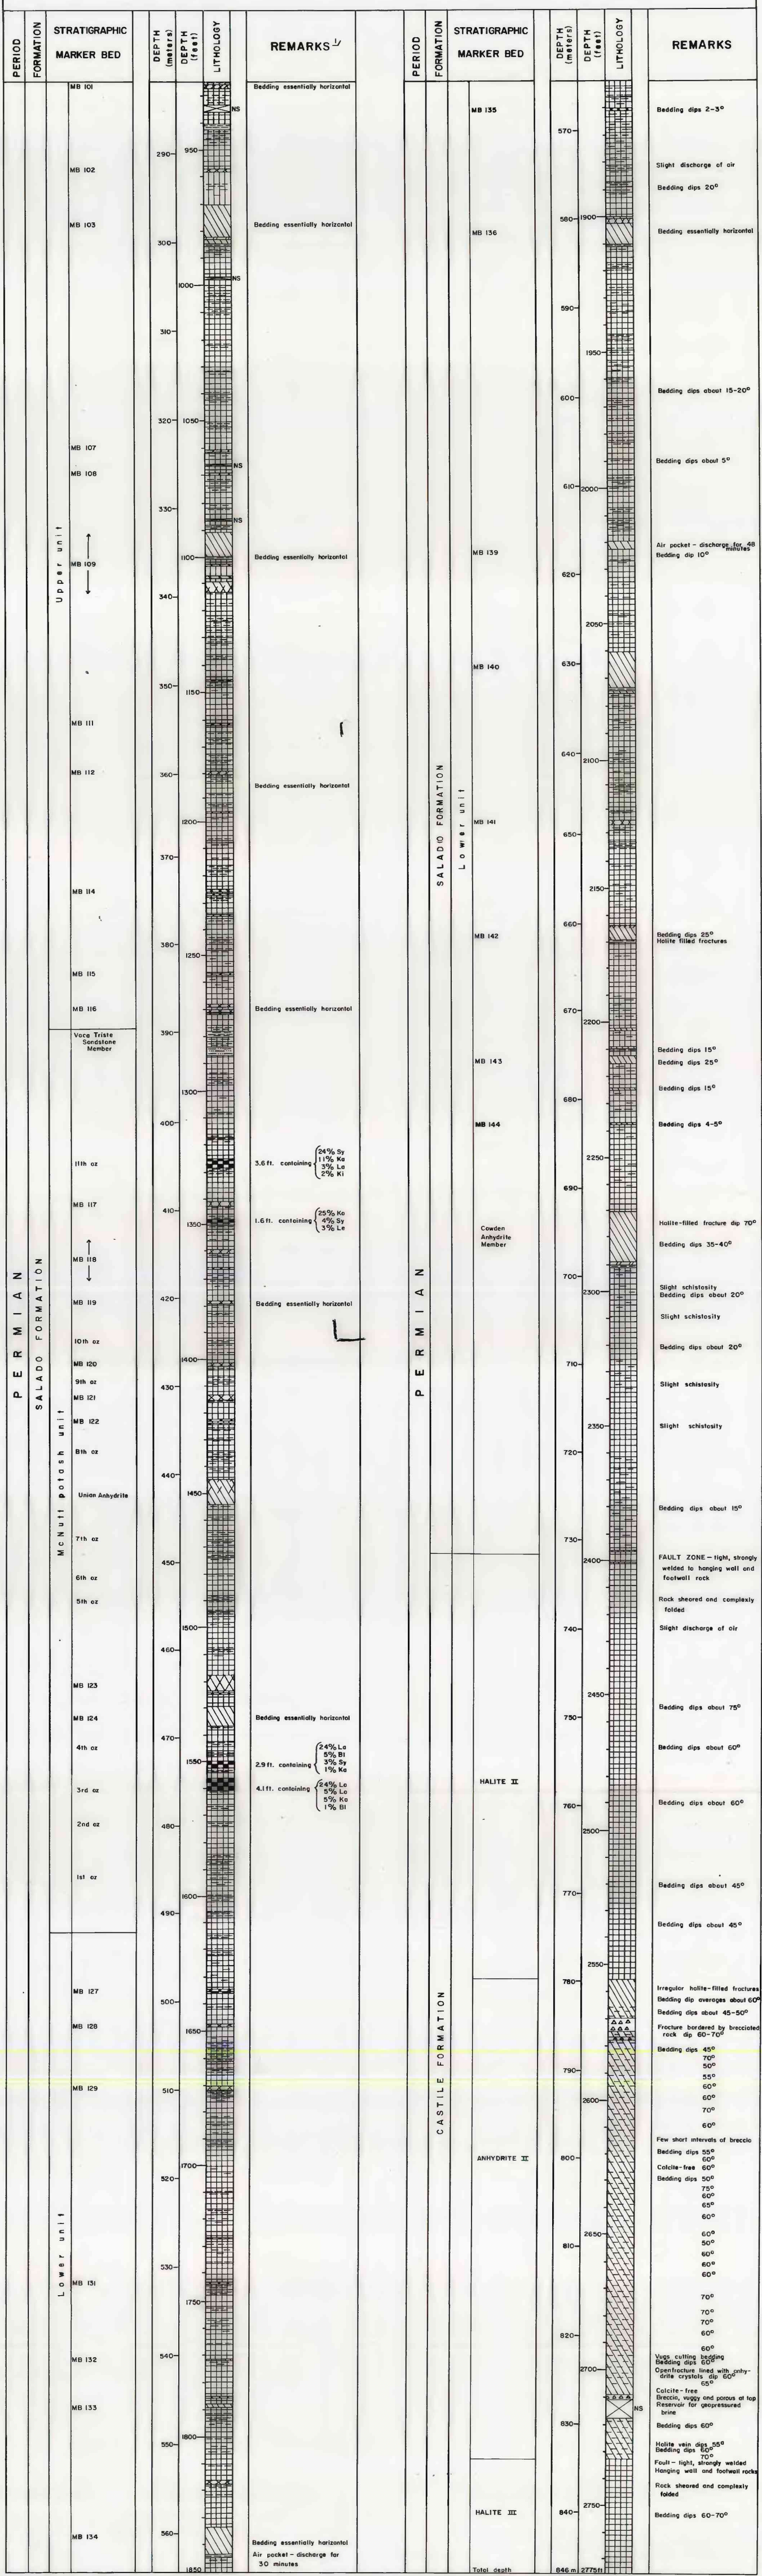 PERIOD
FORMATION
STRATIGRAPHIC
MARKER BED
DEPTH
(meters)
DEPTH
(feet)
LITHOLOGY
REMARKS 1/
MB 101
Bedding essentially horizontal
NS
950
290
MB 102
MB 103
Bedding essentially horizontal
300
NS
1000
310
320
1050
MB 107
NS
MB 108
330
NS
Upper unit
1100
Bedding essentially horizontal
MB 109
340
350
1150
MB 111
MB 112
360
Bedding essentially horizontal
1200
370
MB 114
380
1250
MB 115
MB 116
Bedding essentially horizontal
390
Vaca Triste
Sandstone
Member
1300
400
11th oz
3.6 ft. containing
24% Sy
11% Ka
3% La
2% Ki
MB 117
410
1350
1.6 ft. containing
25% Ka
4% Sy
3% Le
MB 118
420
MB 119
Bedding essentially horizontal
10th oz
1400
MB 120
9th oz
430
MB 121
MB 122
8th oz
440
1450
Union Anhydrite
McNutt potash unit
7th oz
450
6th oz
5th oz
1500
460
MB 123
MB 124
Bedding essentially horizontal
470
4th oz
1550
2.9 ft. containing
24% La
5% Bl
3% Sy
1% Ka
3rd oz
4.1 ft. containing
24% La
5% Lo
5% Ka
1% Bl
2nd oz
480
1st oz
1600
490
PERMIAN
SALADO FORMATION
MB 127
500
MB 128
1650
MB 129
510
1700
520
Lower unit
530
MB 131
1750
540
MB 132
MB 133
1800
550
MB 134
560
Bedding essentially horizontal
Air pocket – discharge for
30 minutes
1850
PERIOD
FORMATION
STRATIGRAPHIC
MARKER BED
DEPTH
(meters)
DEPTH
(feet)
LITHOLOGY
REMARKS
MB 135
Bedding dips 2-3°
570
Slight discharge of air
Bedding dips 20°
580
1900
MB 136
Bedding essentially horizontal
590
1950
Bedding dips about 15-20°
600
Bedding dips about 5°
610
2000
Air pocket – discharge for 48
minutes
MB 139
Bedding dip 10°
620
2050
630
MB 140
640
2100
SALADO FORMATION
Lower unit
MB 141
650
2150
660
MB 142
Bedding dips 25°
Halite filled fractures
670
2200
Bedding dips 15°
MB 143
Bedding dips 25°
Bedding dips 15°
680
MB 144
Bedding dips 4-5°
2250
690
Halite-filled fracture dip 70°
Cowden
Anhydrite
Member
Bedding dips 35-40°
700
Slight schistosity
2300
Bedding dips about 20°
Slight schistosity
Bedding dips about 20°
710
Slight schistosity
2350
Slight schistosity
720
Bedding dips about 15°
730
2400
FAULT ZONE – tight, strongly
welded to hanging wall and
footwall rock
Rock sheared and complexly
folded
740
Slight discharge of air
2450
Bedding dips about 75°
750
Bedding dips about 60°
HALITE II
760
Bedding dips about 60°
2500
Bedding dips about 45°
770
Bedding dips about 45°
2550
780
Irregular halite-filled fractures
Bedding dip averages about 60°
Bedding dips about 45-50°
Fracture bordered by brecciated
rock dip 60-70°
Bedding dips 45°
70°
50°
790
55°
60°
2600
60°
70°
60°
PERMIAN
CASTILE FORMATION
Few short intervals of breccia
Bedding dips 55°
ANHYDRITE II
800
60°
Calcite-free 60°
Bedding dips 50°
75°
60°
65°
60°
2650
60°
50°
810
60°
60°
60°
70°
70°
70°
60°
820
60°
Vugs cutting bedding
Bedding dips 60°
2700
Open fracture lined with anhy-
drite crystals dip 60°
65°
Calcite-free
Breccia, vuggy and porous at top
NS
Reservoir for geopressured
brine
830
Bedding dips 60°
Halite vein dips 55°
Bedding dips 60°
70°
Fault – tight, strongly welded
Hanging wall and footwall rocks
Rock sheared and complexly
folded
2750
HALITE III
840
Bedding dips 60-70°
Total depth
846 m
2775 ft